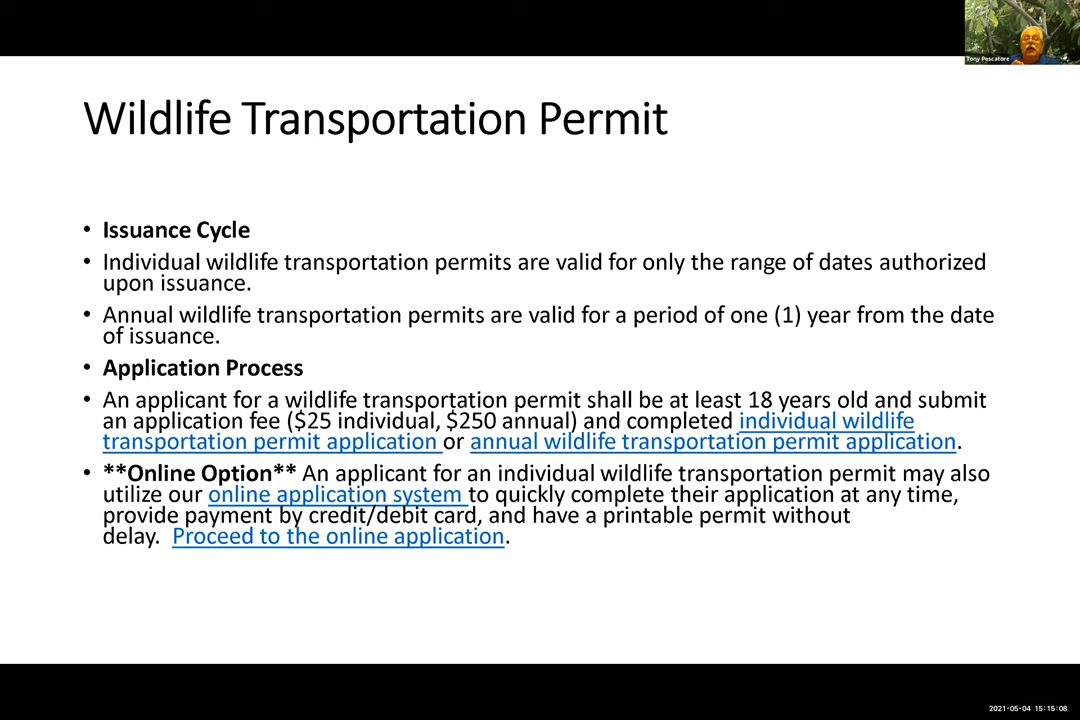 Tony Pescatore
Wildlife Transportation Permit
• Issuance Cycle
• Individual wildlife transportation permits are valid for only the range of dates authorized
upon issuance.
• Annual wildlife transportation permits are valid for a period of one (1) year from the date
of issuance.
• Application Process
• An applicant for a wildlife transportation permit shall be at least 18 years old and submit
an application fee ($25 individual, $250 annual) and completed individual wildlife
transportation permit application or annual wildlife transportation permit application.
• **Online Option** An applicant for an individual wildlife transportation permit may also
utilize our online application system to quickly complete their application at any time,
provide payment by credit/debit card, and have a printable permit without
delay. Proceed to the online application.
2021-05-04 15:15:08